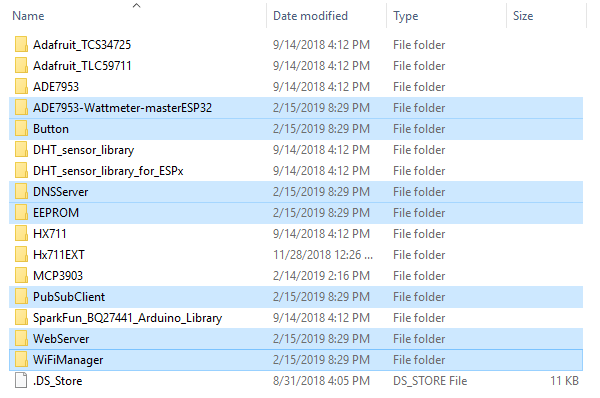 Name Date modified Type Size
Adafruit_TCS34725 9/14/2018 4:12 PM File folder
Adafruit_TLC59711 9/14/2018 4:12 PM File folder
ADE7953 9/14/2018 4:12 PM File folder
ADE7953-Wattmeter-masterESP32 2/15/2019 8:29 PM File folder
Button 2/15/2019 8:29 PM File folder
DHT_sensor_library 9/14/2018 4:12 PM File folder
DHT_sensor_library_for_ESPx 9/14/2018 4:12 PM File folder
DNSServer 2/15/2019 8:29 PM File folder
EEPROM 2/15/2019 8:29 PM File folder
HX711 9/14/2018 4:12 PM File folder
Hx711EXT 11/28/2018 12:26 ... File folder
MCP3903 2/14/2019 2:16 PM File folder
PubSubClient 2/15/2019 8:29 PM File folder
SparkFun_BQ27441_Arduino_Library 9/14/2018 4:12 PM File folder
WebServer 2/15/2019 8:29 PM File folder
WiFiManager 2/15/2019 8:29 PM File folder
.DS_Store 8/31/2018 4:05 PM DS_STORE File 11 KB